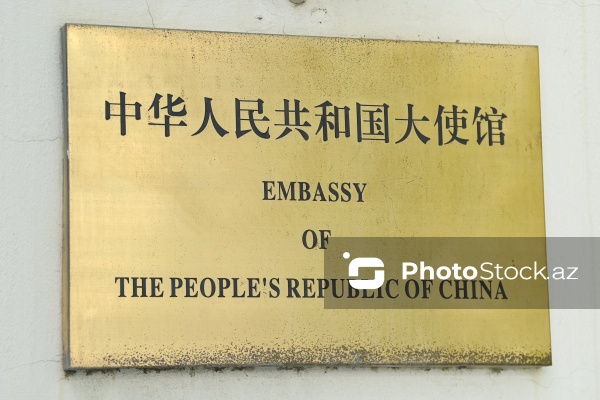 中华人民共和国大使馆
EMBASSY
OF
THE PEOPLE'S REPUBLIC OF CHINA
PhotoStock.az